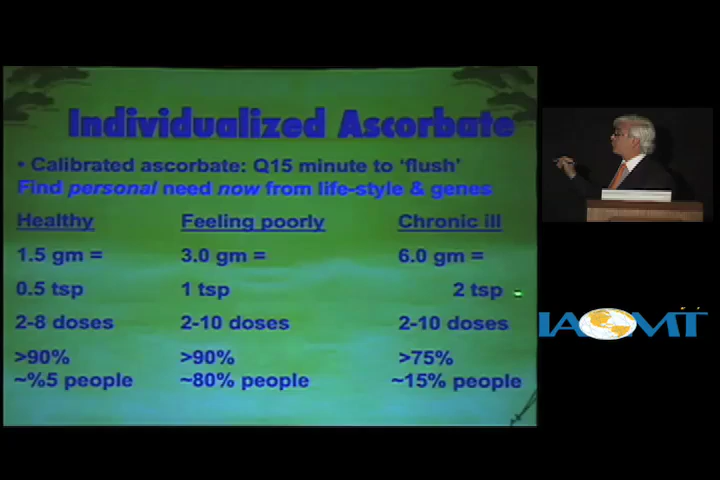 Individualized Ascorbate
• Calibrated ascorbate: Q15 minute to ‘flush’
Find personal need now from life-style & genes
Healthy Feeling poorly Chronic ill
1.5 gm = 3.0 gm = 6.0 gm =
0.5 tsp 1 tsp 2 tsp
2-8 doses 2-10 doses 2-10 doses
>90% >90% >75%
~%5 people ~80% people ~15% people
IAOMT